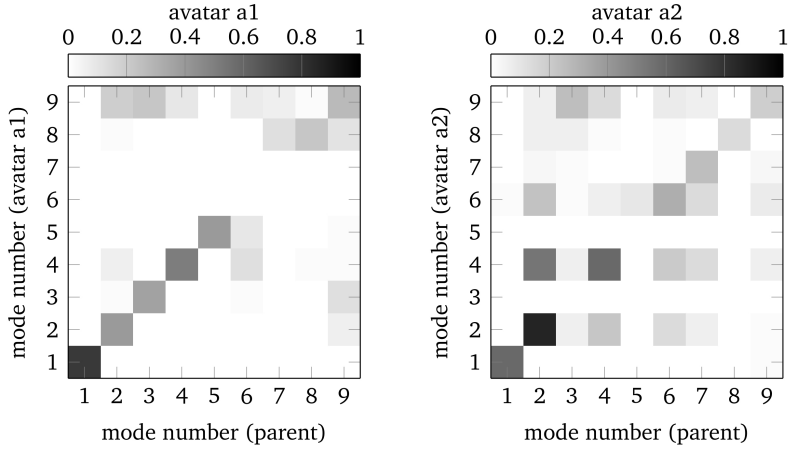 avatar a1
0 0.2 0.4 0.6 0.8 1
mode number (avatar a1)
9
8
7
6
5
4
3
2
1
1 2 3 4 5 6 7 8 9
mode number (parent)
avatar a2
0 0.2 0.4 0.6 0.8 1
mode number (avatar a2)
9
8
7
6
5
4
3
2
1
1 2 3 4 5 6 7 8 9
mode number (parent)